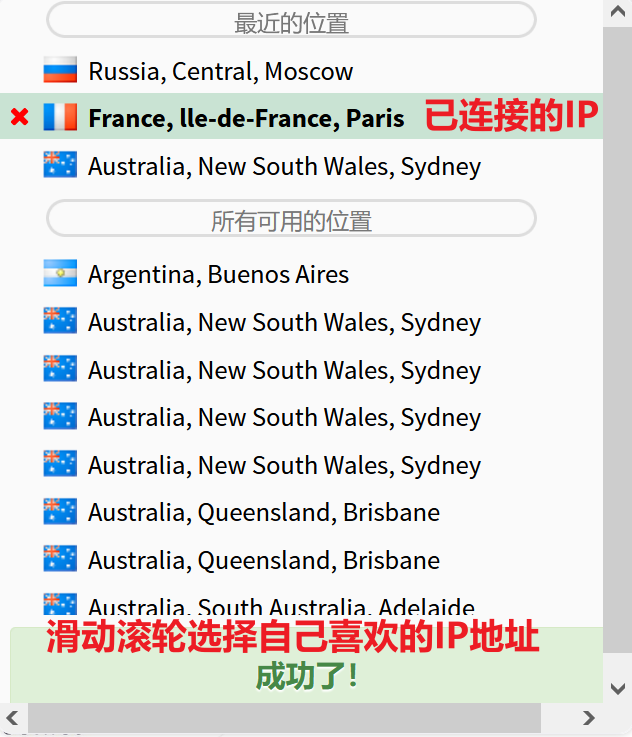 最近的位置
Russia, Central, Moscow
France, lle-de-France, Paris 已连接的IP
Australia, New South Wales, Sydney
所有可用的位置
Argentina, Buenos Aires
Australia, New South Wales, Sydney
Australia, New South Wales, Sydney
Australia, New South Wales, Sydney
Australia, New South Wales, Sydney
Australia, Queensland, Brisbane
Australia, Queensland, Brisbane
Australia, South Australia, Adelaide
滑动滚轮选择自己喜欢的IP地址
成功了!